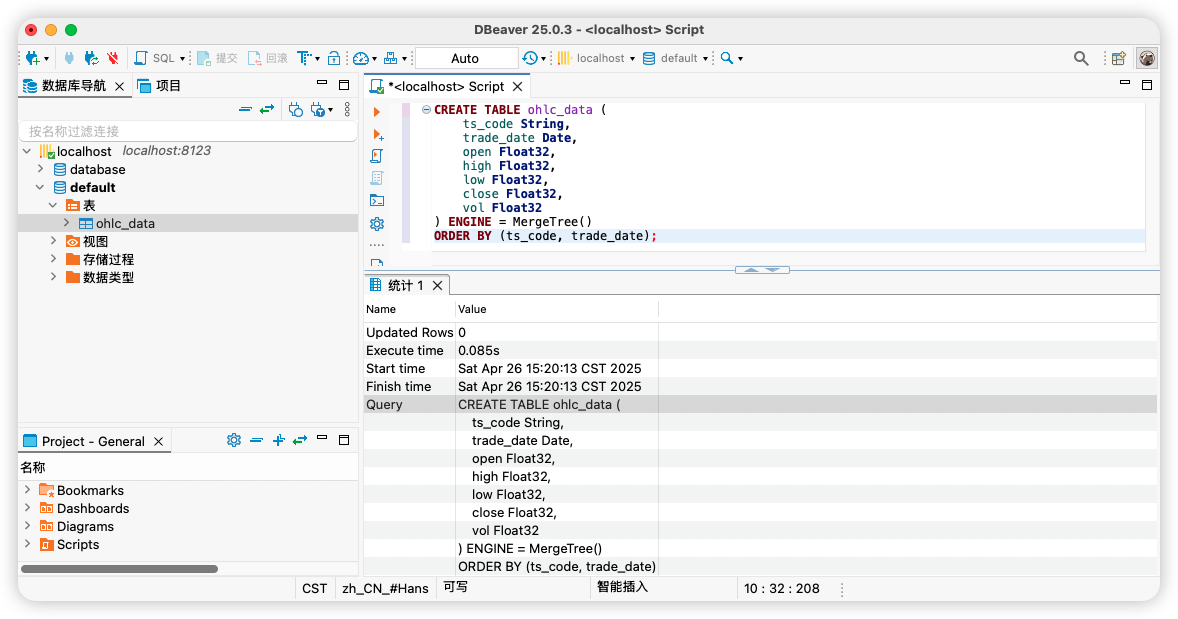 DBeaver 25.0.3 - <localhost> Script
SQL 提交 回滚 Auto localhost default
数据库导航 项目
按名称过滤连接
localhost localhost:8123
database
default
表
ohlc_data
视图
存储过程
数据类型
Project - General
名称
Bookmarks
Dashboards
Diagrams
Scripts
*<localhost> Script
CREATE TABLE ohlc_data (
ts_code String,
trade_date Date,
open Float32,
high Float32,
low Float32,
close Float32,
vol Float32
) ENGINE = MergeTree()
ORDER BY (ts_code, trade_date);
统计 1
Name Value
Updated Rows 0
Execute time 0.085s
Start time Sat Apr 26 15:20:13 CST 2025
Finish time Sat Apr 26 15:20:13 CST 2025
Query CREATE TABLE ohlc_data (
ts_code String,
trade_date Date,
open Float32,
high Float32,
low Float32,
close Float32,
vol Float32
) ENGINE = MergeTree()
ORDER BY (ts_code, trade_date)
CST zh_CN_#Hans 可写 智能插入 10 : 32 : 208